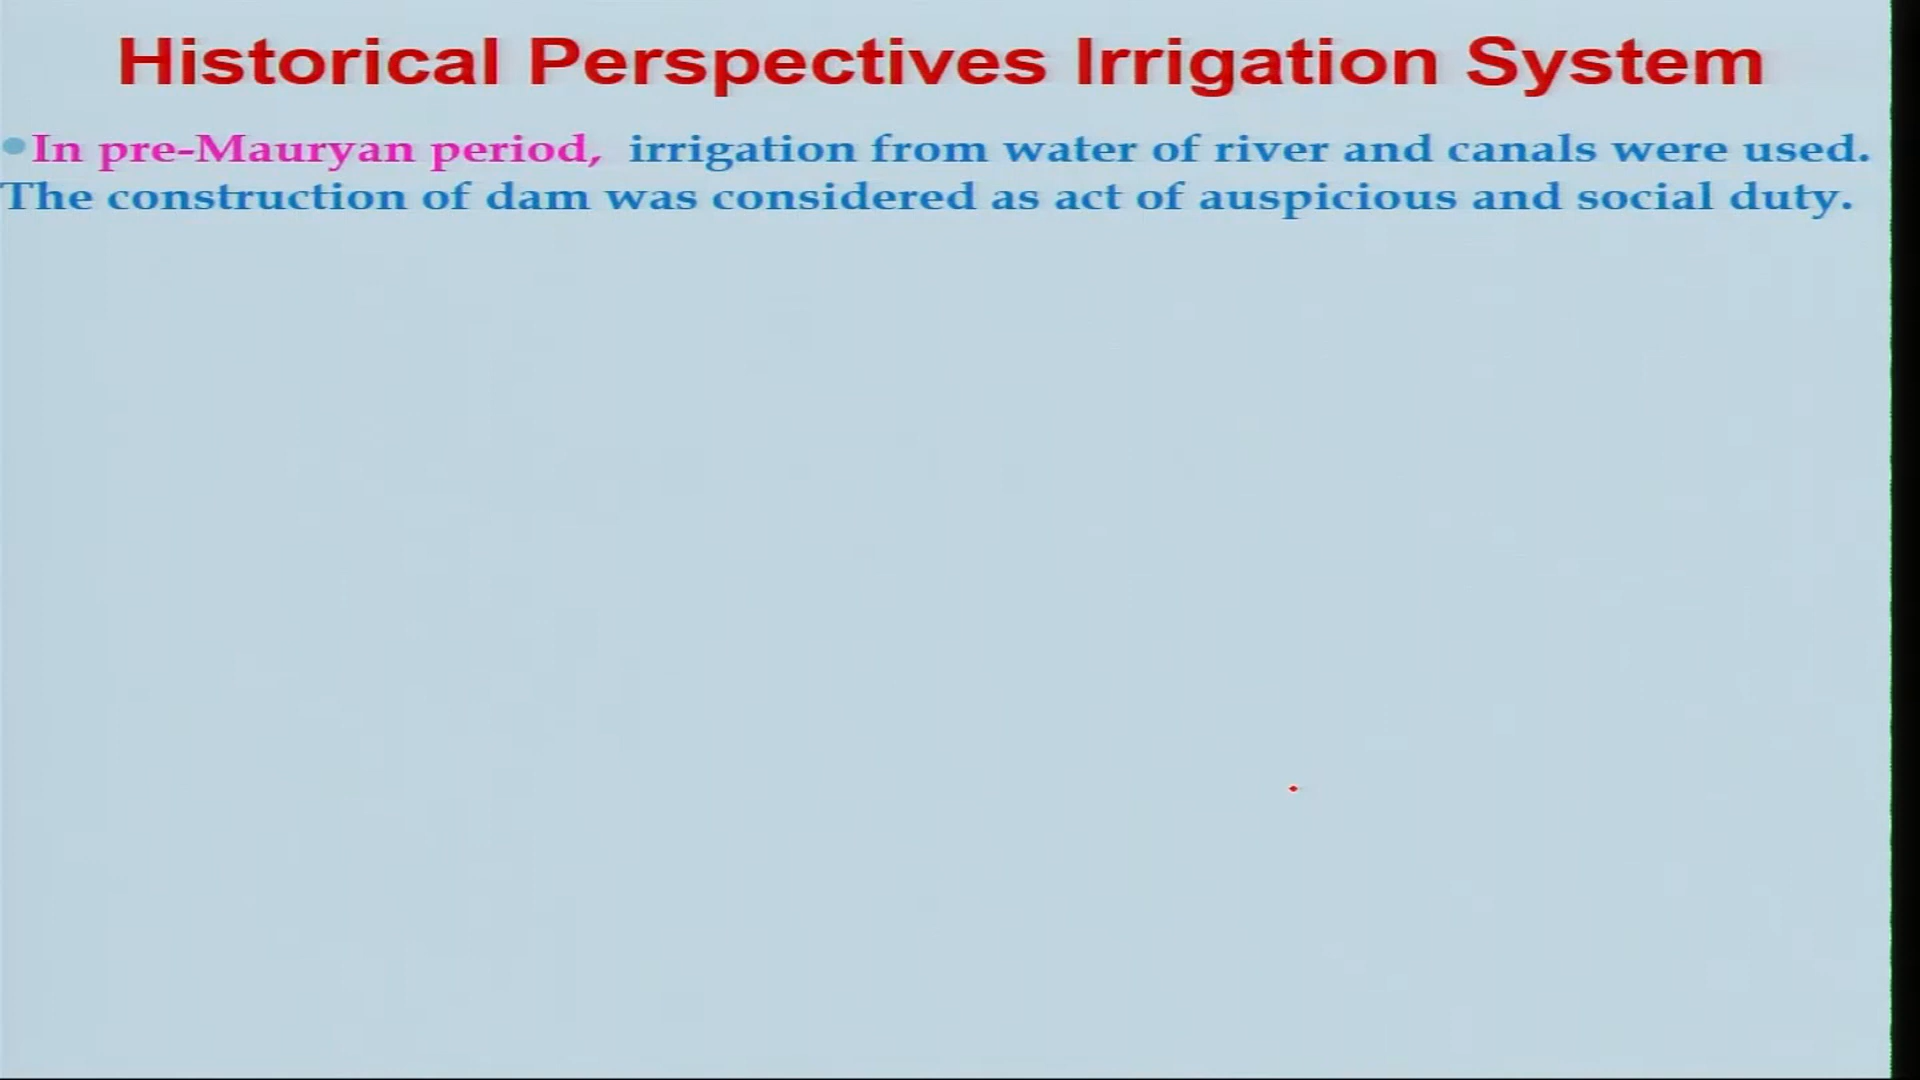 Historical Perspectives Irrigation System
•In pre-Mauryan period, irrigation from water of river and canals were used.
The construction of dam was considered as act of auspicious and social duty.